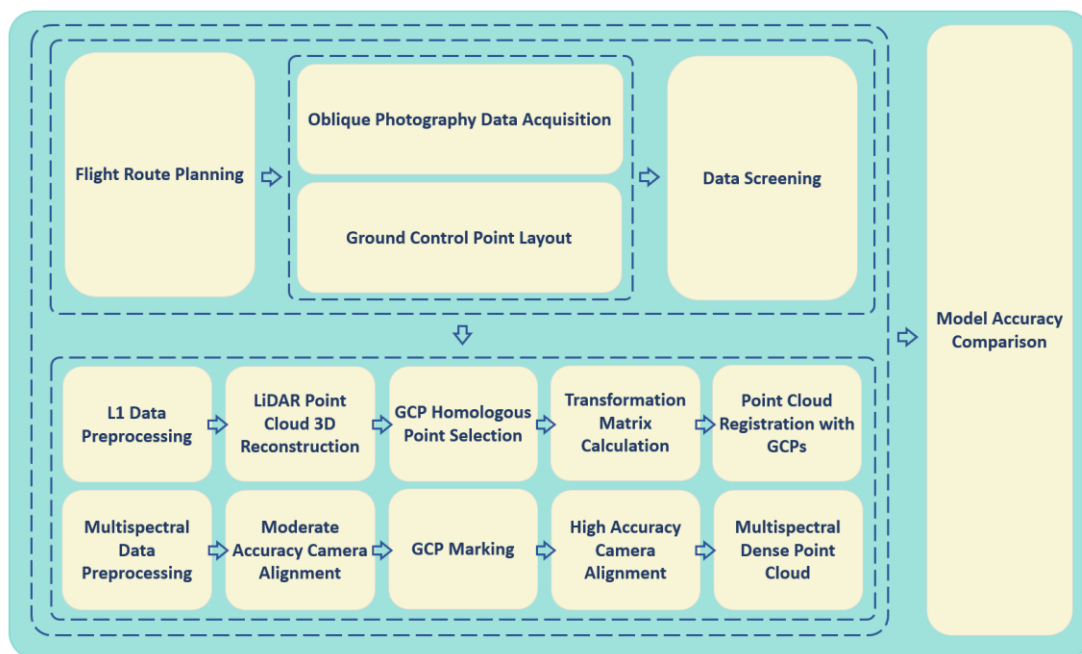 Flight Route Planning
Oblique Photography Data Acquisition
Ground Control Point Layout
Data Screening
L1 Data
Preprocessing
LiDAR Point
Cloud 3D
Reconstruction
GCP Homologous
Point Selection
Transformation
Matrix
Calculation
Point Cloud
Registration with
GCPs
Multispectral
Data
Preprocessing
Moderate
Accuracy Camera
Alignment
GCP Marking
High Accuracy
Camera
Alignment
Multispectral
Dense Point
Cloud
Model Accuracy
Comparison